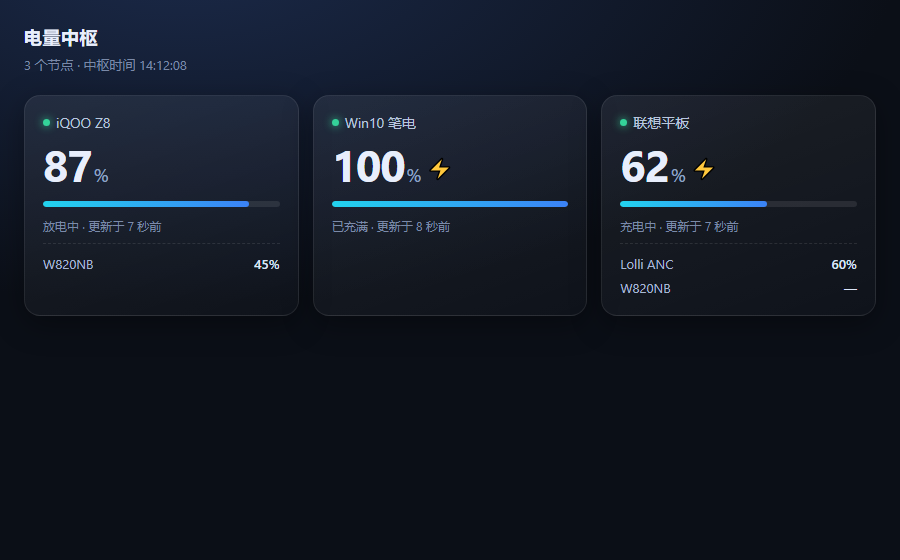 电量中枢
3 个节点 · 中枢时间 14:12:08
iQOO Z8
87%
放电中 · 更新于 7 秒前
W820NB 45%
Win10 笔电
100% ⚡
已充满 · 更新于 8 秒前
联想平板
62% ⚡
充电中 · 更新于 7 秒前
Lolli ANC 60%
W820NB —